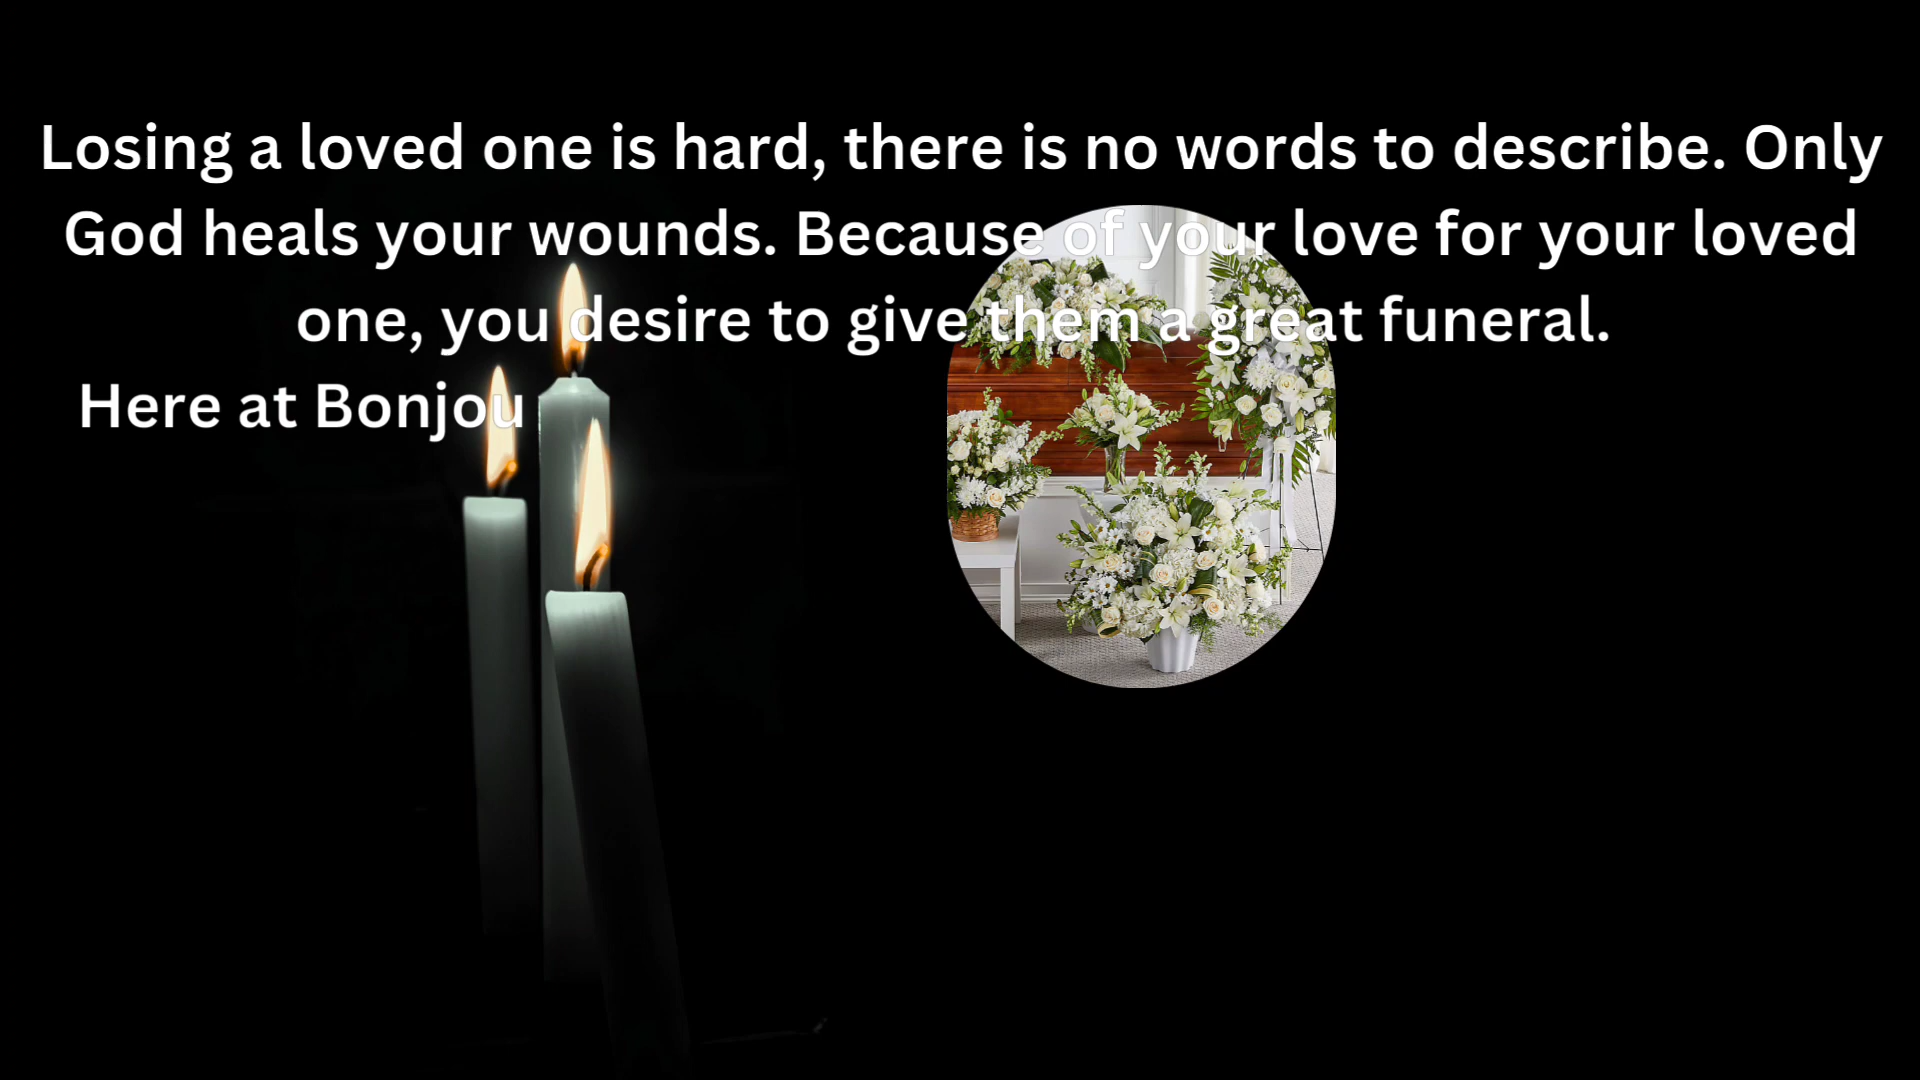 Losing a loved one is hard, there is no words to describe. Only
God heals your wounds. Because of your love for your loved
one, you desire to give them a great funeral.
Here at Bonjou